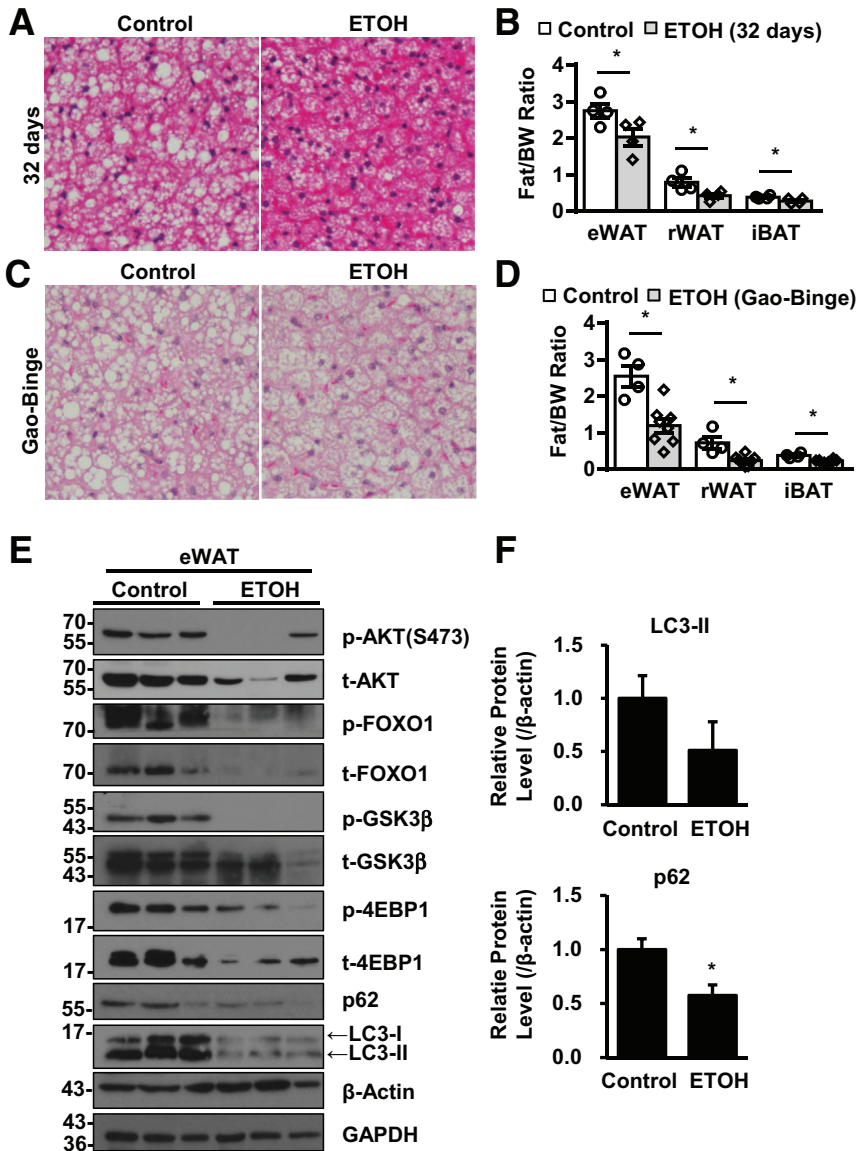 A
Control
ETOH
32 days
B
Control ETOH (32 days)
Fat/BW Ratio
4
3
2
1
0
*
*
*
eWAT rWAT iBAT
C
Control
ETOH
Gao-Binge
D
Control ETOH (Gao-Binge)
Fat/BW Ratio
4
3
2
1
0
*
*
*
eWAT rWAT iBAT
E
eWAT
Control ETOH
70-
55-
p-AKT(S473)
70-
55-
t-AKT
70-
p-FOXO1
70-
t-FOXO1
55-
43-
p-GSK3β
55-
43-
t-GSK3β
17-
p-4EBP1
17-
t-4EBP1
55-
p62
17-
←LC3-I
←LC3-II
43-
β-Actin
43-
36-
GAPDH
F
LC3-II
Relative Protein
Level (/β-actin)
1.5
1.0
0.5
0.0
Control ETOH
p62
Relatie Protein
Level (/β-actin)
1.5
1.0
0.5
0.0
*
Control ETOH